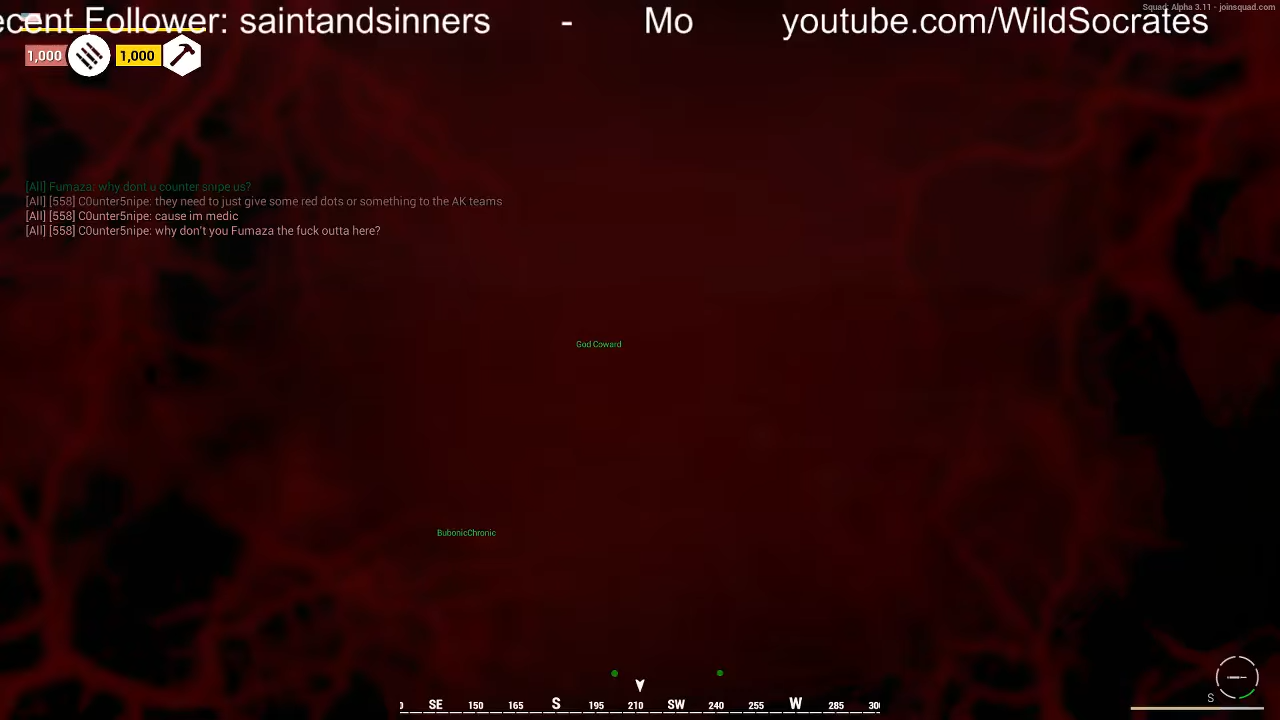 ecent Follower: saintandsinners - Mo youtube.com/WildSocrates
Squad: Alpha 3.11 - joinsquad.com
1,000 1,000
[All] Fumaza: why dont u counter snipe us?
[All] [558] C0unter5nipe: they need to just give some red dots or something to the AK teams
[All] [558] C0unter5nipe: cause im medic
[All] [558] C0unter5nipe: why don't you Fumaza the fuck outta here?
God Coward
BubonicChronic
S
SE 150 165 S 195 210 SW 240 255 W 285 30